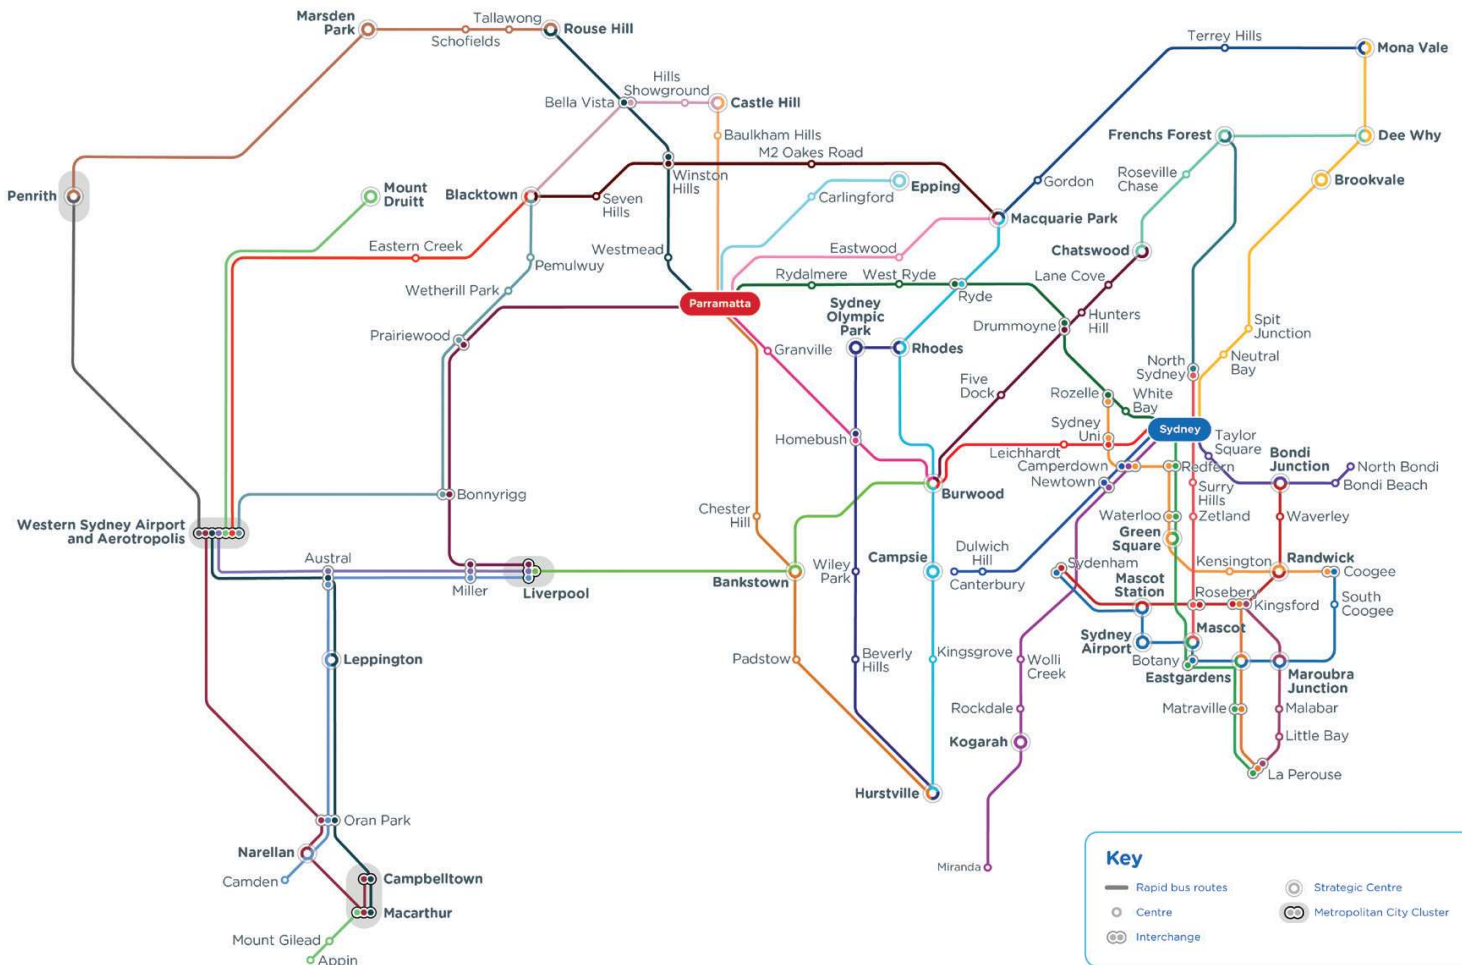 Marsden
Park
Tallawong
Schofields
Rouse Hill
Terrey Hills
Mona Vale
Hills
Showground
Bella Vista
Castle Hill
Baulkham Hills
Frenchs Forest
Dee Why
M2 Oakes Road
Winston
Hills
Roseville
Chase
Gordon
Brookvale
Penrith
Mount
Druitt
Blacktown
Seven
Hills
Carlingford
Epping
Macquarie Park
Eastern Creek
Westmead
Eastwood
Chatswood
Pemulwuy
Wetherill Park
Rydalmere
West Ryde
Ryde
Lane Cove
Parramatta
Sydney
Olympic
Park
Rhodes
Drummoyne
Hunters
Hill
Spit
Junction
Prairiewood
Granville
North
Sydney
Neutral
Bay
Five
Dock
Rozelle
White
Bay
Sydney
Uni
Sydney
Homebush
Leichhardt
Taylor
Square
Camperdown
Redfern
Bondi
Junction
North Bondi
Bondi Beach
Newtown
Burwood
Surry
Hills
Bonnyrigg
Chester
Hill
Waterloo
Zetland
Waverley
Western Sydney Airport
and Aerotropolis
Green
Square
Austral
Miller
Liverpool
Bankstown
Wiley
Park
Campsie
Dulwich
Hill
Canterbury
Sydenham
Kensington
Randwick
Coogee
Mascot
Station
Rosebery
Kingsford
South
Coogee
Sydney
Airport
Mascot
Leppington
Padstow
Beverly
Hills
Kingsgrove
Wolli
Creek
Botany
Eastgardens
Maroubra
Junction
Rockdale
Matraville
Malabar
Kogarah
Little Bay
La Perouse
Hurstville
Oran Park
Narellan
Camden
Campbelltown
Macarthur
Miranda
Mount Gilead
Appin
Key
Rapid bus routes
Strategic Centre
Centre
Metropolitan City Cluster
Interchange